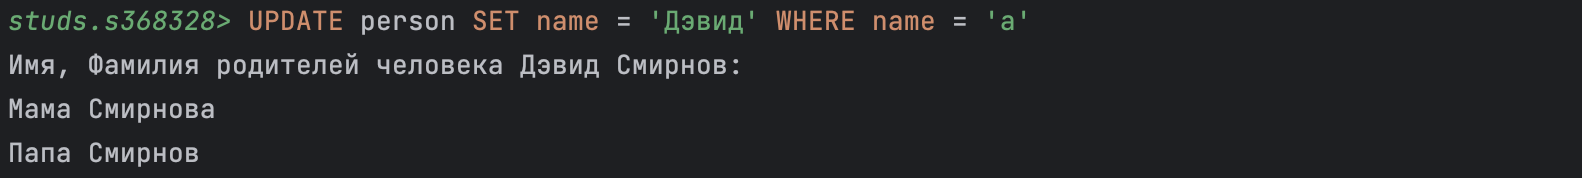 studs.s368328> UPDATE person SET name = 'Дэвид' WHERE name = 'a'
Имя, Фамилия родителей человека Дэвид Смирнов:
Мама Смирнова
Папа Смирнов